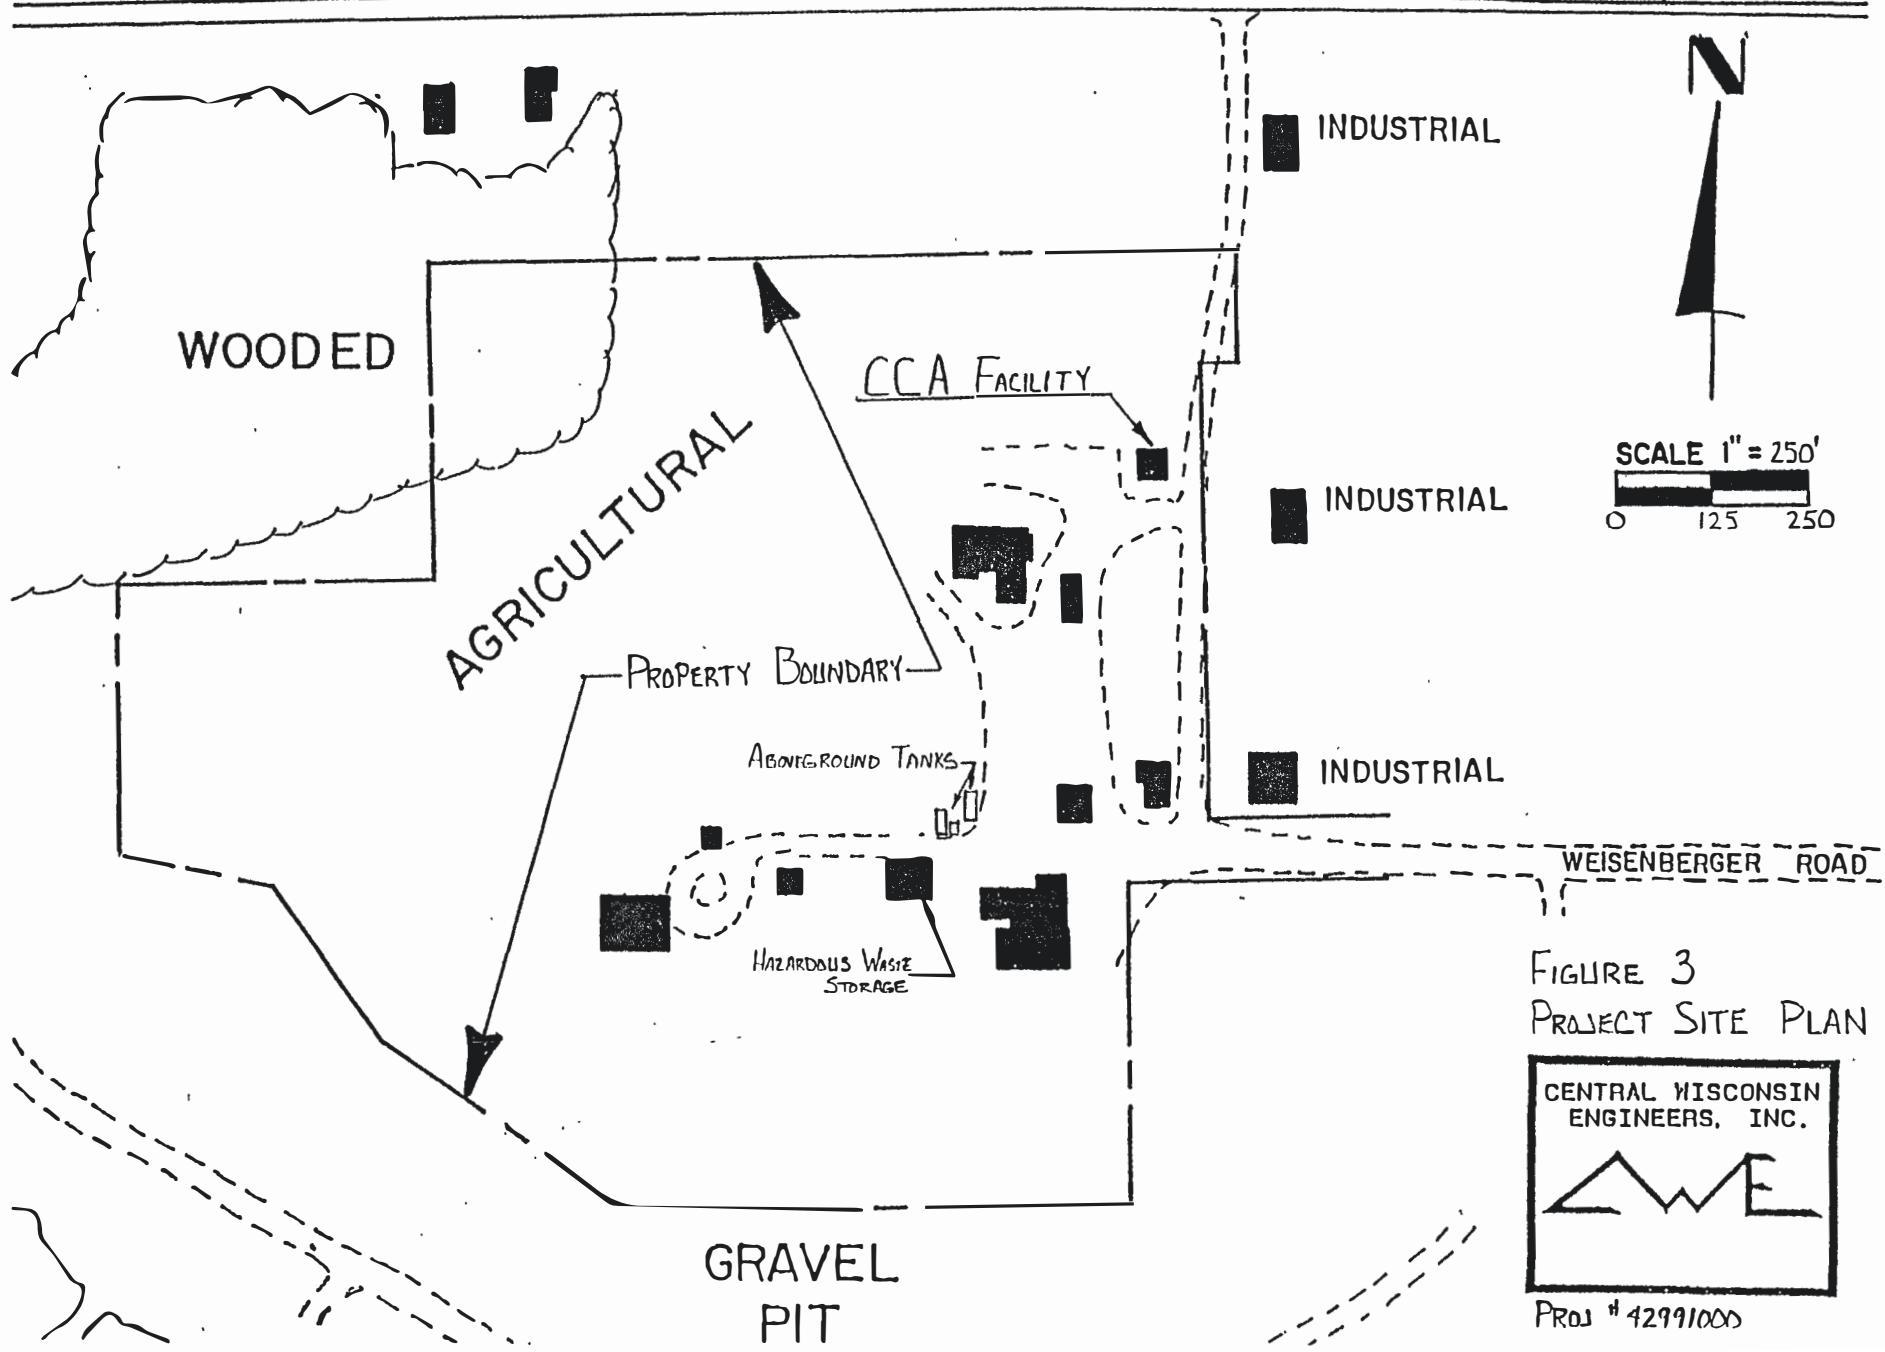 N
INDUSTRIAL
WOODED
CCA FACILITY
AGRICULTURAL
SCALE 1" = 250'
0 125 250
INDUSTRIAL
PROPERTY BOUNDARY
ABOVEGROUND TANKS
INDUSTRIAL
WEISENBERGER ROAD
HAZARDOUS WASTE
STORAGE
FIGURE 3
PROJECT SITE PLAN
CENTRAL WISCONSIN
ENGINEERS, INC.
CWE
GRAVEL
PIT
PROJ # 42991000